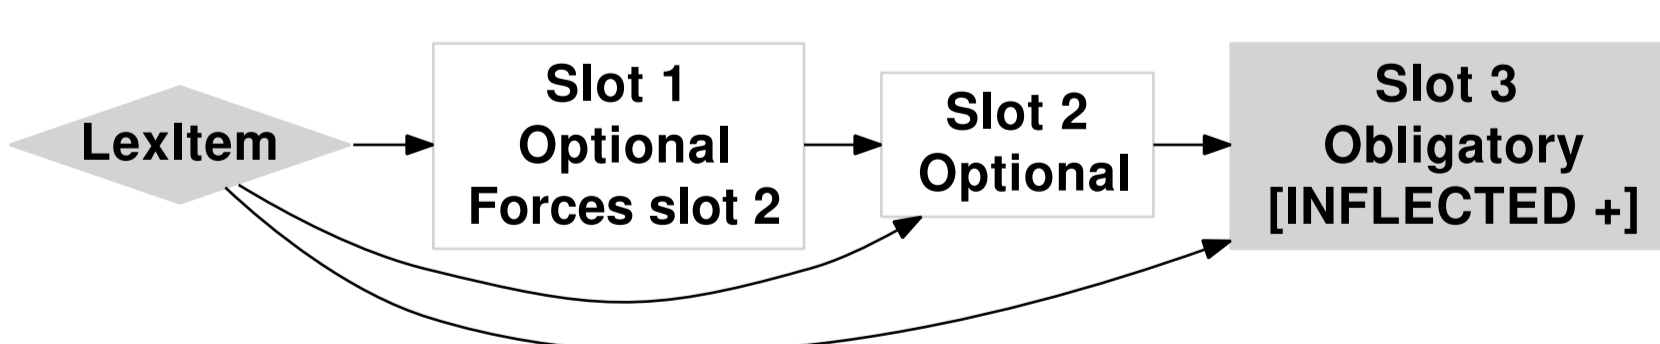 LexItem
Slot 1
Optional
Forces slot 2
Slot 2
Optional
Slot 3
Obligatory
[INFLECTED +]